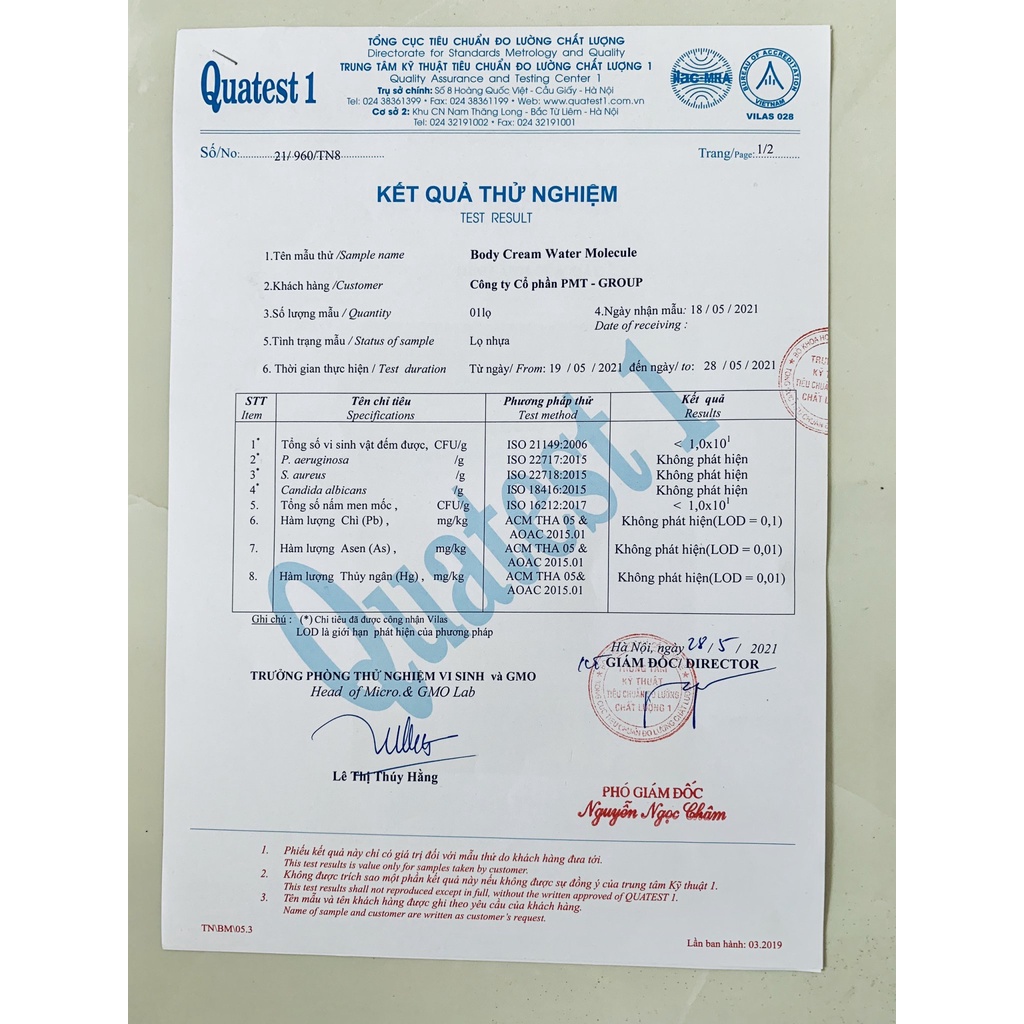 Quatest 1
TỔNG CỤC TIÊU CHUẨN ĐO LƯỜNG CHẤT LƯỢNG
Directorate for Standards Metrology and Quality
TRUNG TÂM KỸ THUẬT TIÊU CHUẨN ĐO LƯỜNG CHẤT LƯỢNG 1
Quality Assurance and Testing Center 1
Trụ sở chính: Số 8 Hoàng Quốc Việt - Cầu Giấy - Hà Nội
Tel: 024 38361399 • Fax: 024 38361199 • Web: www.quatest1.com.vn
Cơ sở 2: Khu CN Nam Thăng Long - Bắc Từ Liêm - Hà Nội
Tel: 024 32191002 • Fax: 024 32191001
ilac-MRA
BUREAU OF ACCREDITATION
VIETNAM
VILAS 028
Số/No:............21/ 960/TN8...............
Trang/Page: 1/2
KẾT QUẢ THỬ NGHIỆM
TEST RESULT
1.Tên mẫu thử /Sample name Body Cream Water Molecule
2.Khách hàng /Customer Công ty Cổ phần PMT - GROUP
3.Số lượng mẫu / Quantity 01lọ 4.Ngày nhận mẫu: 18 / 05 / 2021
Date of receiving :
5.Tình trạng mẫu / Status of sample Lọ nhựa
6. Thời gian thực hiện / Test duration Từ ngày/ From: 19 / 05 / 2021 đến ngày/ to: 28 / 05 / 2021
STT Tên chỉ tiêu Phương pháp thử Kết quả
Item Specifications Test method Results
1* Tổng số vi sinh vật đếm được, CFU/g ISO 21149:2006 < 1,0x10¹
2* P. aeruginosa /g ISO 22717:2015 Không phát hiện
3* S. aureus /g ISO 22718:2015 Không phát hiện
4* Candida albicans /g ISO 18416:2015 Không phát hiện
5. Tổng số nấm men mốc, CFU/g ISO 16212:2017 < 1,0x10¹
6. Hàm lượng Chì (Pb) , mg/kg ACM THA 05 & Không phát hiện(LOD = 0,1)
AOAC 2015.01
7. Hàm lượng Asen (As) , mg/kg ACM THA 05 & Không phát hiện(LOD = 0,01)
AOAC 2015.01
8. Hàm lượng Thủy ngân (Hg) , mg/kg ACM THA 05& Không phát hiện(LOD = 0,01)
AOAC 2015.01
Quatest 1
Ghi chú : (*) Chỉ tiêu đã được công nhận Vilas
LOD là giới hạn phát hiện của phương pháp
Hà Nội, ngày 28/5 / 2021
KT GIÁM ĐỐC/ DIRECTOR
TRƯỞNG PHÒNG THỬ NGHIỆM VI SINH và GMO
Head of Micro.& GMO Lab
TRUNG TÂM
KỸ THUẬT
TIÊU CHUẨN ĐO LƯỜNG
CHẤT LƯỢNG 1
Lê Thị Thúy Hằng
PHÓ GIÁM ĐỐC
Nguyễn Ngọc Châm
1. Phiếu kết quả này chỉ có giá trị đối với mẫu thử do khách hàng đưa tới.
This test results is value only for samples taken by customer.
2. Không được trích sao một phần kết quả này nếu không được sự đồng ý của trung tâm Kỹ thuật 1.
This test results shall not reproduced except in full, without the written approved of QUATEST 1.
3. Tên mẫu và tên khách hàng được ghi theo yêu cầu của khách hàng.
Name of sample and customer are written as customer's request.
TN\BM\05.3
Lần ban hành: 03.2019